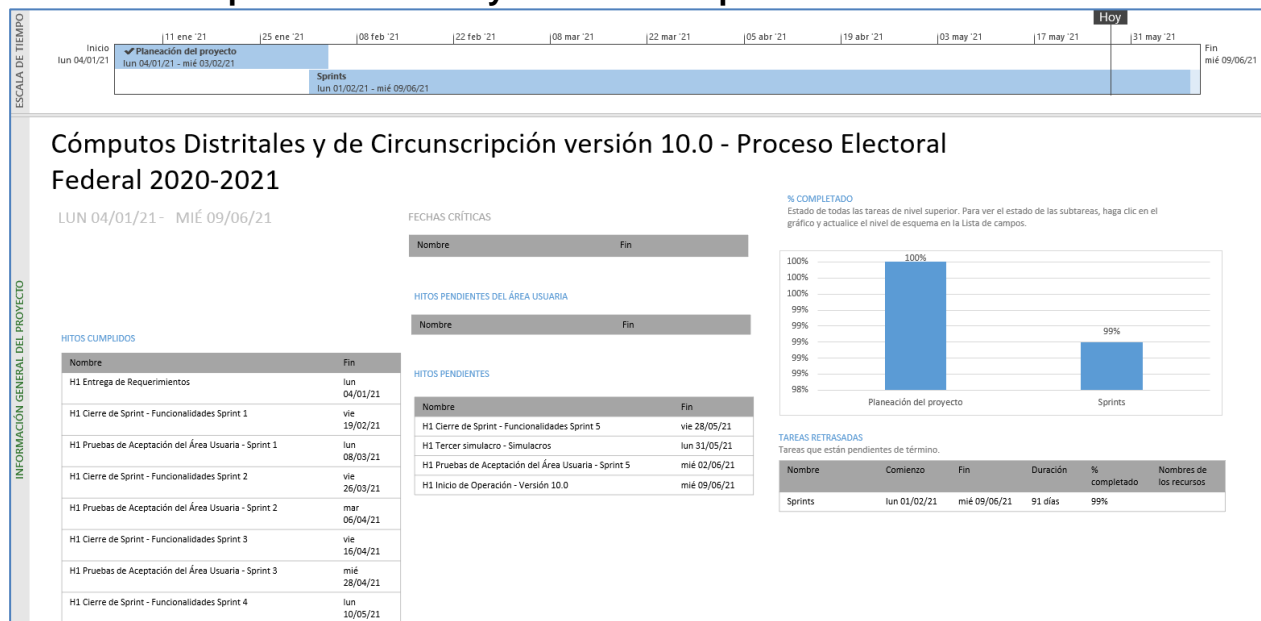 Hoy
ESCALA DE TIEMPO
11 ene '21
25 ene '21
08 feb '21
22 feb '21
08 mar '21
22 mar '21
05 abr '21
19 abr '21
03 may '21
17 may '21
31 may '21
Inicio
lun 04/01/21
✔Planeación del proyecto
lun 04/01/21 - mié 03/02/21
Sprints
lun 01/02/21 - mié 09/06/21
Fin
mié 09/06/21
INFORMACIÓN GENERAL DEL PROYECTO
Cómputos Distritales y de Circunscripción versión 10.0 - Proceso Electoral
Federal 2020-2021
LUN 04/01/21 - MIÉ 09/06/21
HITOS CUMPLIDOS
Nombre Fin
H1 Entrega de Requerimientos lun
04/01/21
H1 Cierre de Sprint - Funcionalidades Sprint 1 vie
19/02/21
H1 Pruebas de Aceptación del Área Usuaria - Sprint 1 lun
08/03/21
H1 Cierre de Sprint - Funcionalidades Sprint 2 vie
26/03/21
H1 Pruebas de Aceptación del Área Usuaria - Sprint 2 mar
06/04/21
H1 Cierre de Sprint - Funcionalidades Sprint 3 vie
16/04/21
H1 Pruebas de Aceptación del Área Usuaria - Sprint 3 mié
28/04/21
H1 Cierre de Sprint - Funcionalidades Sprint 4 lun
10/05/21
FECHAS CRÍTICAS
Nombre Fin
HITOS PENDIENTES DEL ÁREA USUARIA
Nombre Fin
HITOS PENDIENTES
Nombre Fin
H1 Cierre de Sprint - Funcionalidades Sprint 5 vie 28/05/21
H1 Tercer simulacro - Simulacros lun 31/05/21
H1 Pruebas de Aceptación del Área Usuaria - Sprint 5 mié 02/06/21
H1 Inicio de Operación - Versión 10.0 mié 09/06/21
% COMPLETADO
Estado de todas las tareas de nivel superior. Para ver el estado de las subtareas, haga clic en el
gráfico y actualice el nivel de esquema en la Lista de campos.
100%
100%
100%
99%
99%
99%
99%
99%
98%
100%
99%
Planeación del proyecto
Sprints
TAREAS RETRASADAS
Tareas que están pendientes de término.
Nombre Comienzo Fin Duración % completado Nombres de los recursos
Sprints lun 01/02/21 mié 09/06/21 91 días 99%